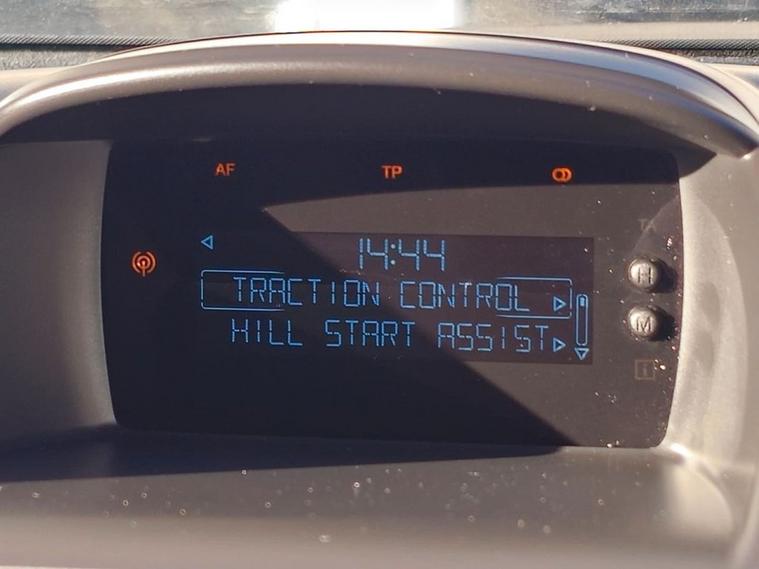 AF TP
14:44
TRACTION CONTROL
H
HILL START ASSIST
M
i